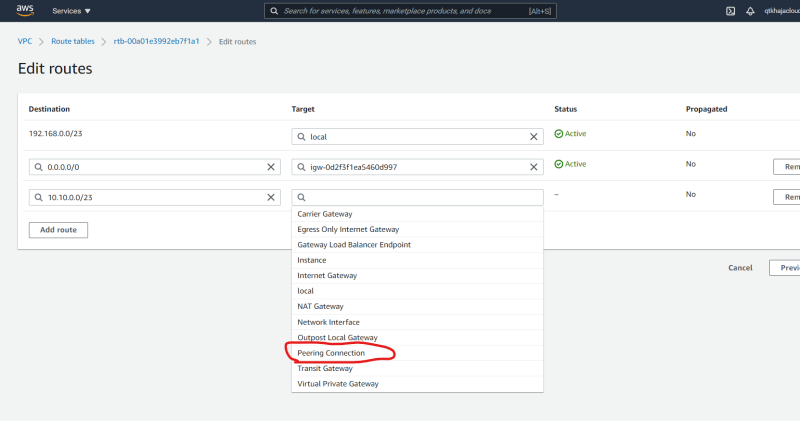 aws
Services ▼
Search for services, features, marketplace products, and docs
[Alt+S]
qtkhajacloud
VPC > Route tables > rtb-00a01e3992eb7f1a1 > Edit routes
Edit routes
Destination Target Status Propagated
192.168.0.0/23 local Active No
0.0.0.0/0 igw-0d2f3f1ea5460d997 Active No Rem
10.10.0.0/23 – No Rem
Carrier Gateway
Egress Only Internet Gateway
Gateway Load Balancer Endpoint
Instance
Internet Gateway
local
NAT Gateway
Network Interface
Outpost Local Gateway
Peering Connection
Transit Gateway
Virtual Private Gateway
Add route
Cancel Previ